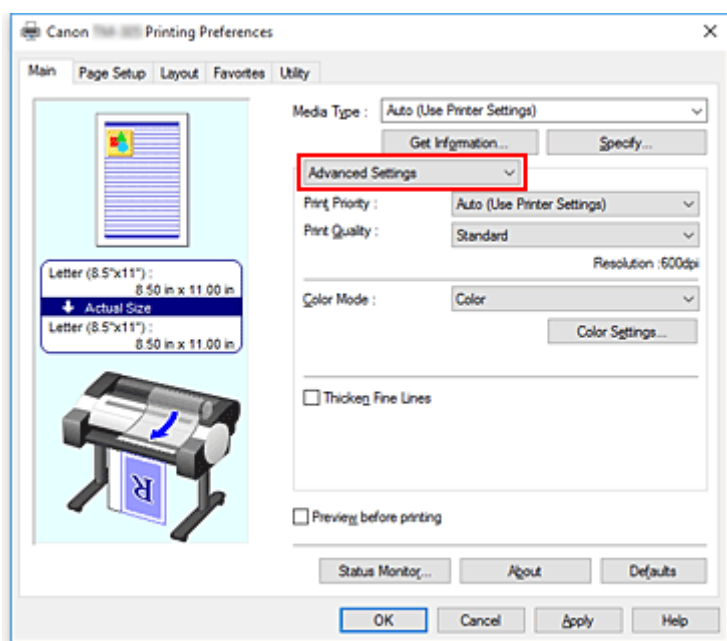 Canon Printing Preferences
Main Page Setup Layout Favorites Utility
Media Type : Auto (Use Printer Settings)
Get Information... Specify...
Advanced Settings
Print Priority : Auto (Use Printer Settings)
Print Quality : Standard
Resolution :600dpi
Letter (8.5"x11") :
8.50 in x 11.00 in
Actual Size
Letter (8.5"x11") :
8.50 in x 11.00 in
Color Mode : Color
Color Settings...
Thicken Fine Lines
R
Preview before printing
Status Monitor... About Defaults
OK Cancel Apply Help